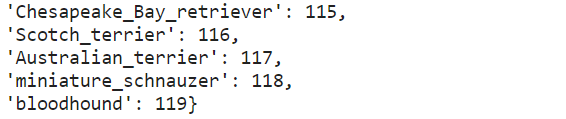 'Chesapeake_Bay_retriever': 115,
'Scotch_terrier': 116,
'Australian_terrier': 117,
'miniature_schnauzer': 118,
'bloodhound': 119}